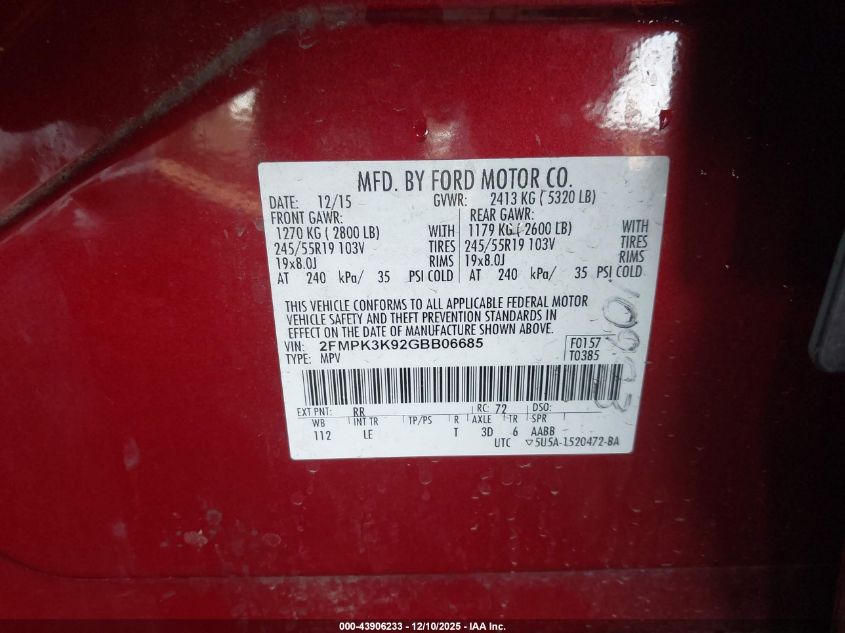 MFD. BY FORD MOTOR CO.
DATE: 12/15 GVWR: 2413 KG ( 5320 LB)
FRONT GAWR: REAR GAWR:
1270 KG ( 2800 LB) WITH 1179 KG ( 2600 LB) WITH
245/55R19 103V TIRES 245/55R19 103V TIRES
19x8.0J RIMS 19x8.0J RIMS
AT 240 kPa/ 35 PSI COLD AT 240 kPa/ 35 PSI COLD
THIS VEHICLE CONFORMS TO ALL APPLICABLE FEDERAL MOTOR
VEHICLE SAFETY AND THEFT PREVENTION STANDARDS IN
EFFECT ON THE DATE OF MANUFACTURE SHOWN ABOVE.
VIN: 2FMPK3K92GBB06685 F0157
TYPE: MPV T0385
EXT PNT: RR RC: 72 DSO:
WB INT TR TP/PS R AXLE TR SPR
112 LE T 3D 6 AABB
UTC ▽5U5A-1520472-BA
000-43906233 - 12/10/2025 - IAA Inc.